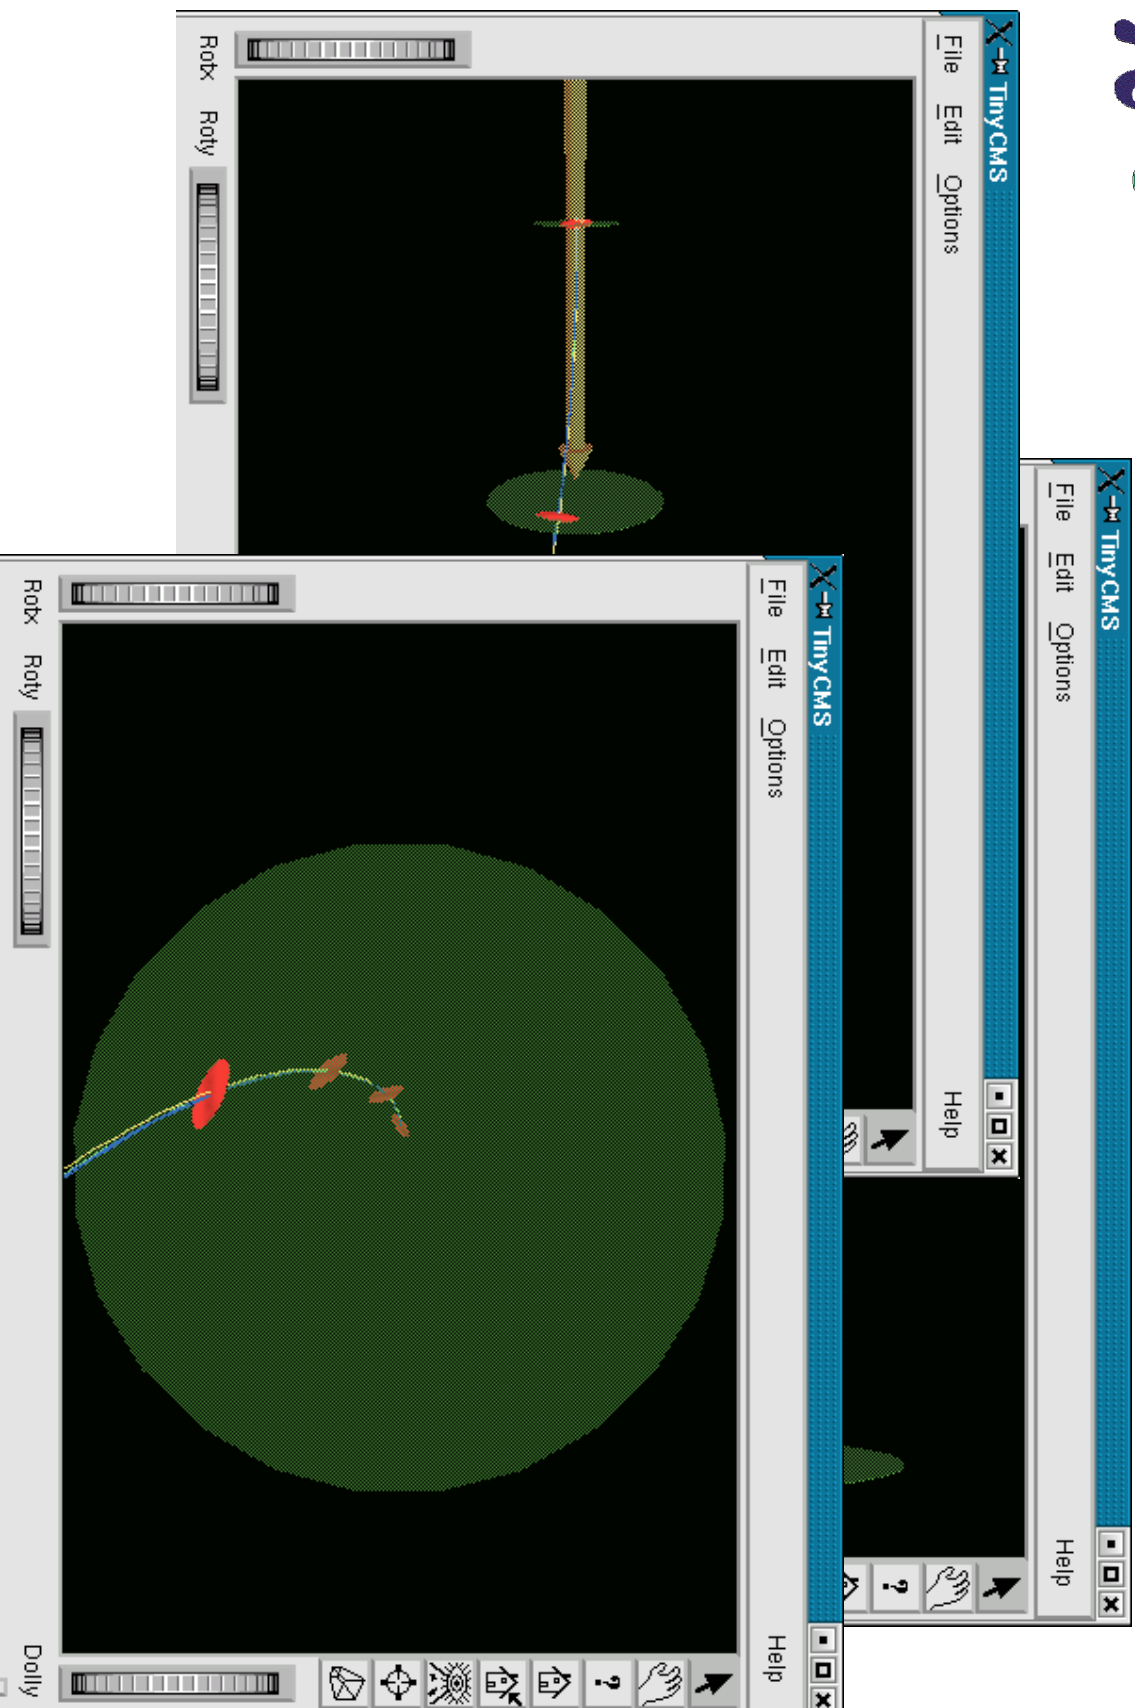 TinyCMS
File Edit Options Help
Rotx Roty
TinyCMS
File Edit Options Help
TinyCMS
File Edit Options Help
?
Rotx Roty Dolly
?